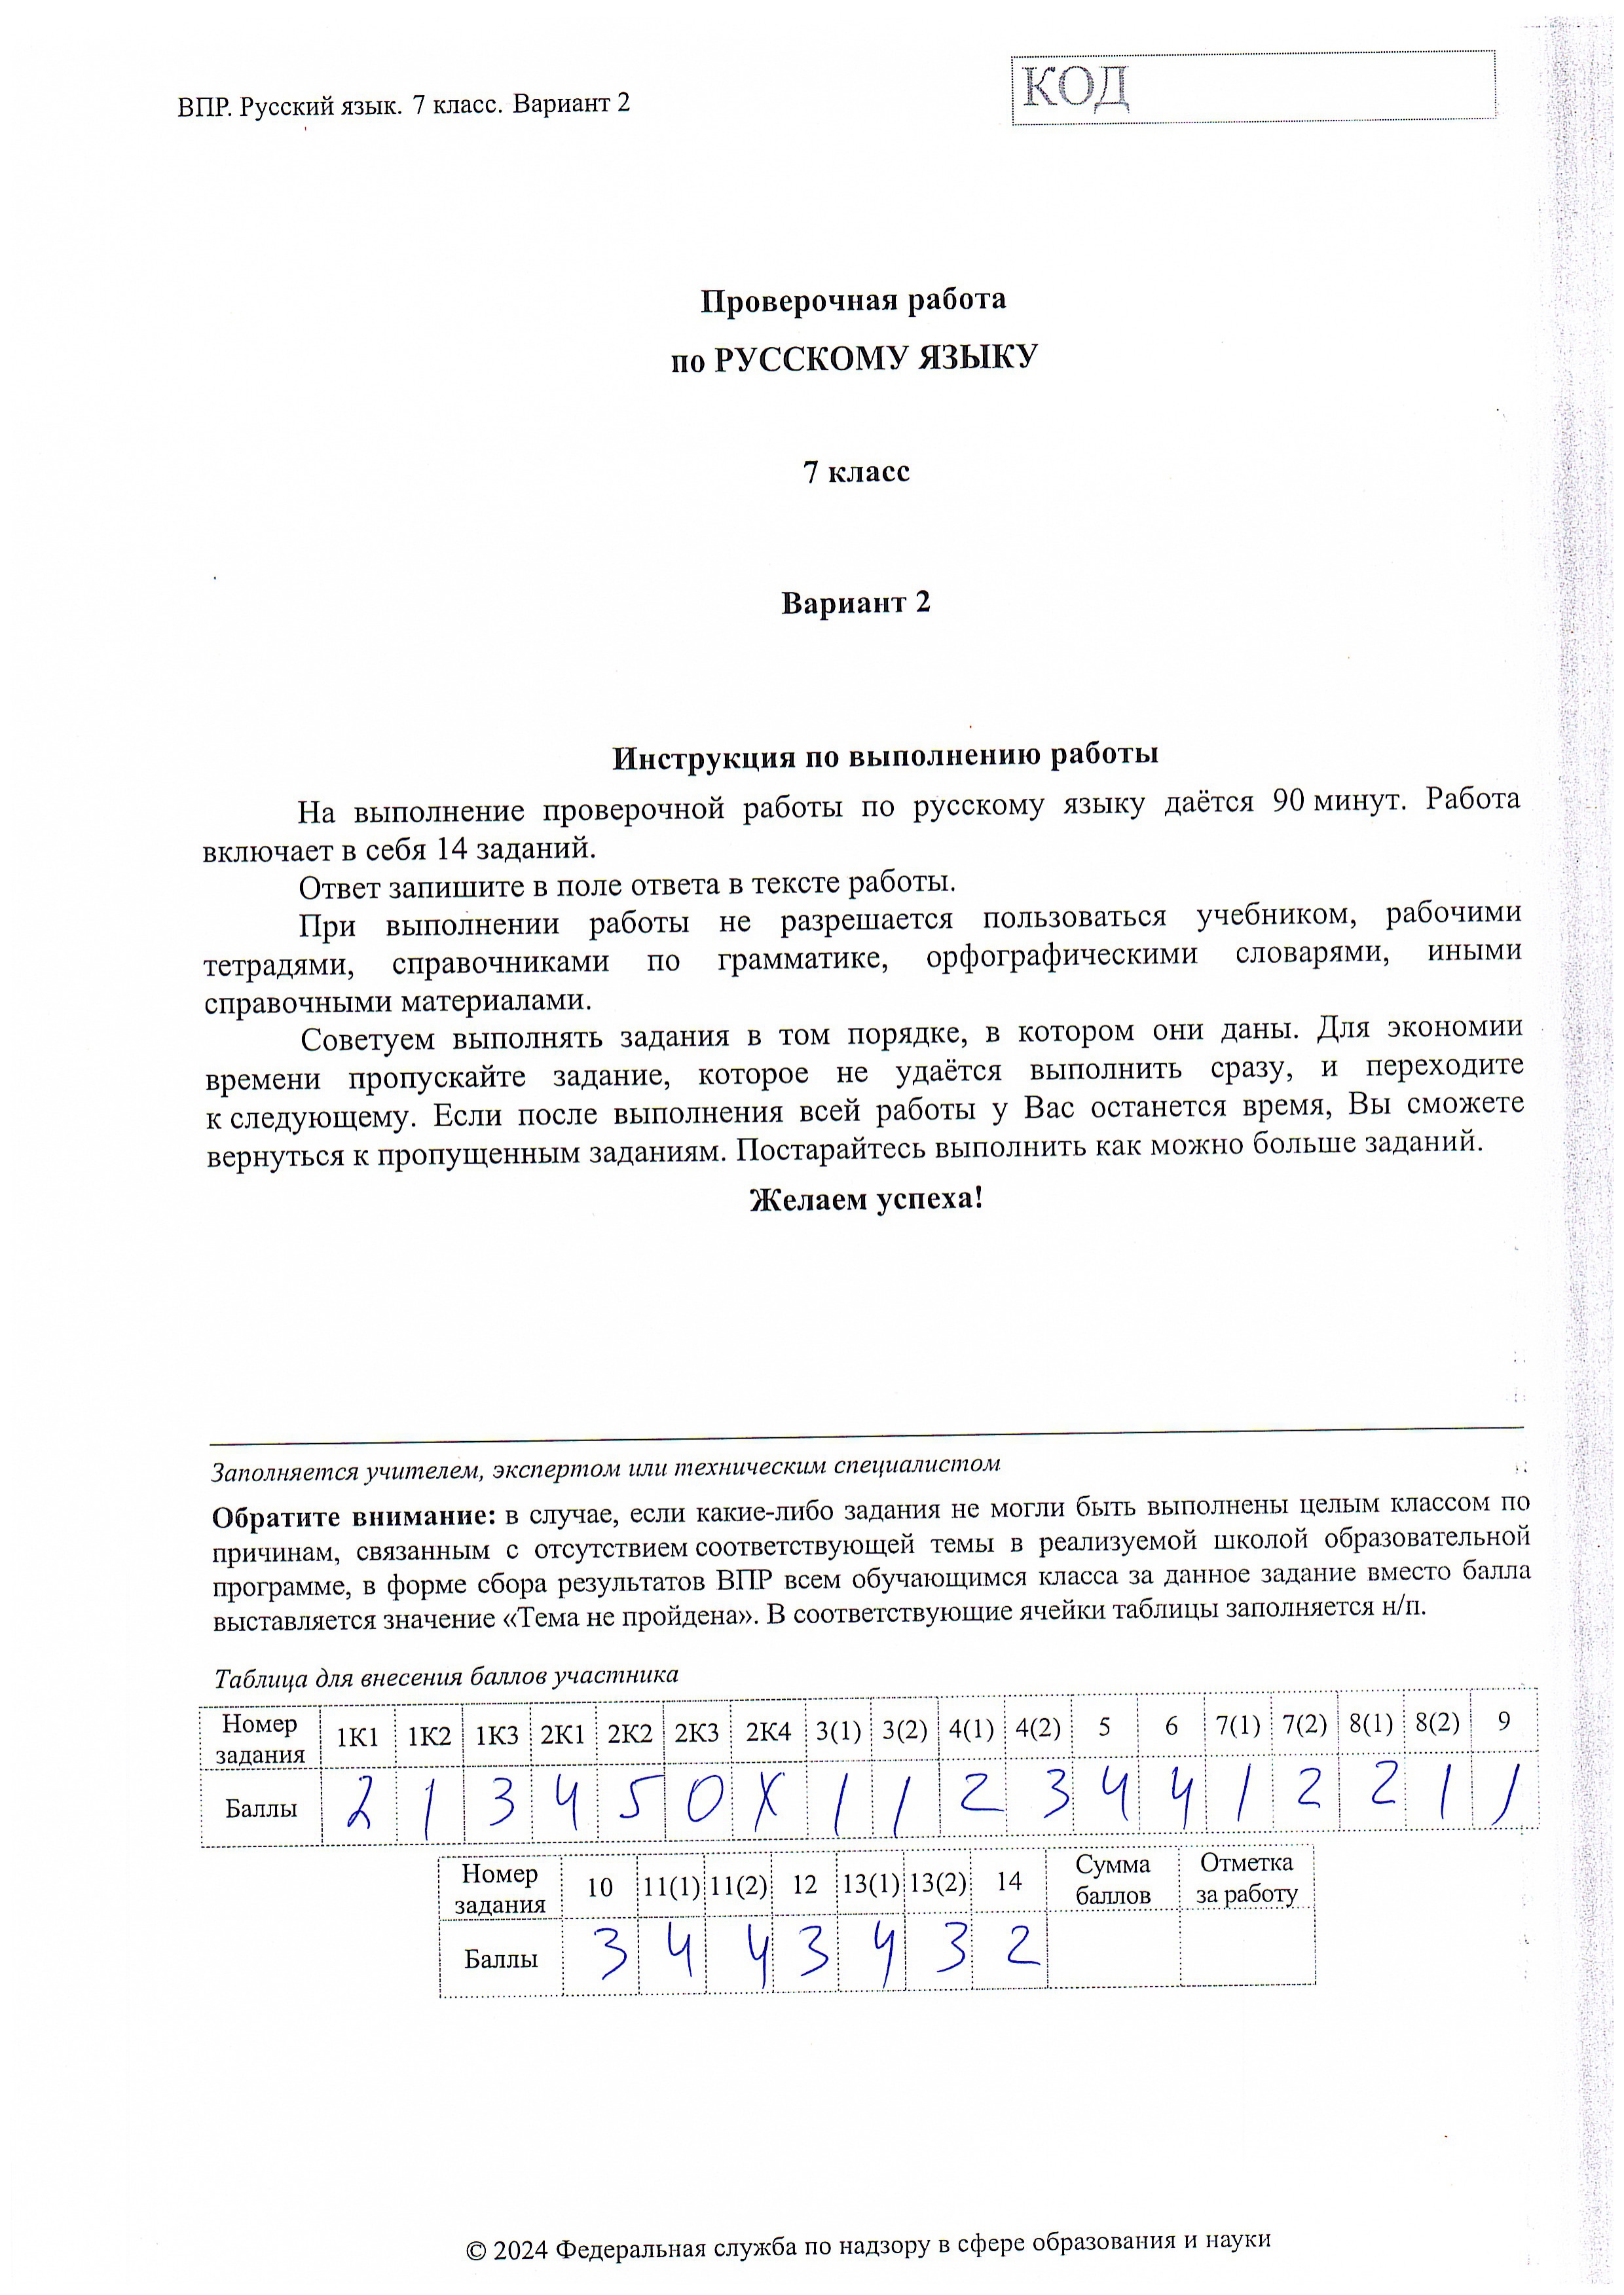 ВПР. Русский язык. 7 класс. Вариант 2
КОД
Проверочная работа
по РУССКОМУ ЯЗЫКУ
7 класс
Вариант 2
Инструкция по выполнению работы
На выполнение проверочной работы по русскому языку даётся 90 минут. Работа
включает в себя 14 заданий.
Ответ запишите в поле ответа в тексте работы.
При выполнении работы не разрешается пользоваться учебником, рабочими
тетрадями, справочниками по грамматике, орфографическими словарями, иными
справочными материалами.
Советуем выполнять задания в том порядке, в котором они даны. Для экономии
времени пропускайте задание, которое не удаётся выполнить сразу, и переходите
к следующему. Если после выполнения всей работы у Вас останется время, Вы сможете
вернуться к пропущенным заданиям. Постарайтесь выполнить как можно больше заданий.
Желаем успеха!
Заполняется учителем, экспертом или техническим специалистом
Обратите внимание: в случае, если какие-либо задания не могли быть выполнены целым классом по
причинам, связанным с отсутствием соответствующей темы в реализуемой школой образовательной
программе, в форме сбора результатов ВПР всем обучающимся класса за данное задание вместо балла
выставляется значение «Тема не пройдена». В соответствующие ячейки таблицы заполняется н/п.
Таблица для внесения баллов участника
Номер задания 1К1 1К2 1К3 2К1 2К2 2К3 2К4 3(1) 3(2) 4(1) 4(2) 5 6 7(1) 7(2) 8(1) 8(2) 9
Баллы 2 1 3 4 5 0 X 1 1 2 3 4 4 1 2 2 1 1
Номер задания 10 11(1) 11(2) 12 13(1) 13(2) 14 Сумма баллов Отметка за работу
Баллы 3 4 4 3 4 3 2
© 2024 Федеральная служба по надзору в сфере образования и науки